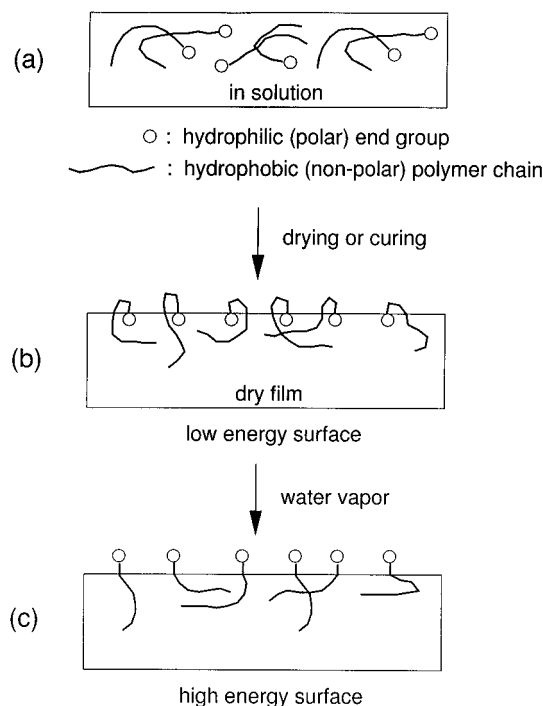 (a)
in solution
: hydrophilic (polar) end group
: hydrophobic (non-polar) polymer chain
drying or curing
(b)
dry film
low energy surface
water vapor
(c)
high energy surface